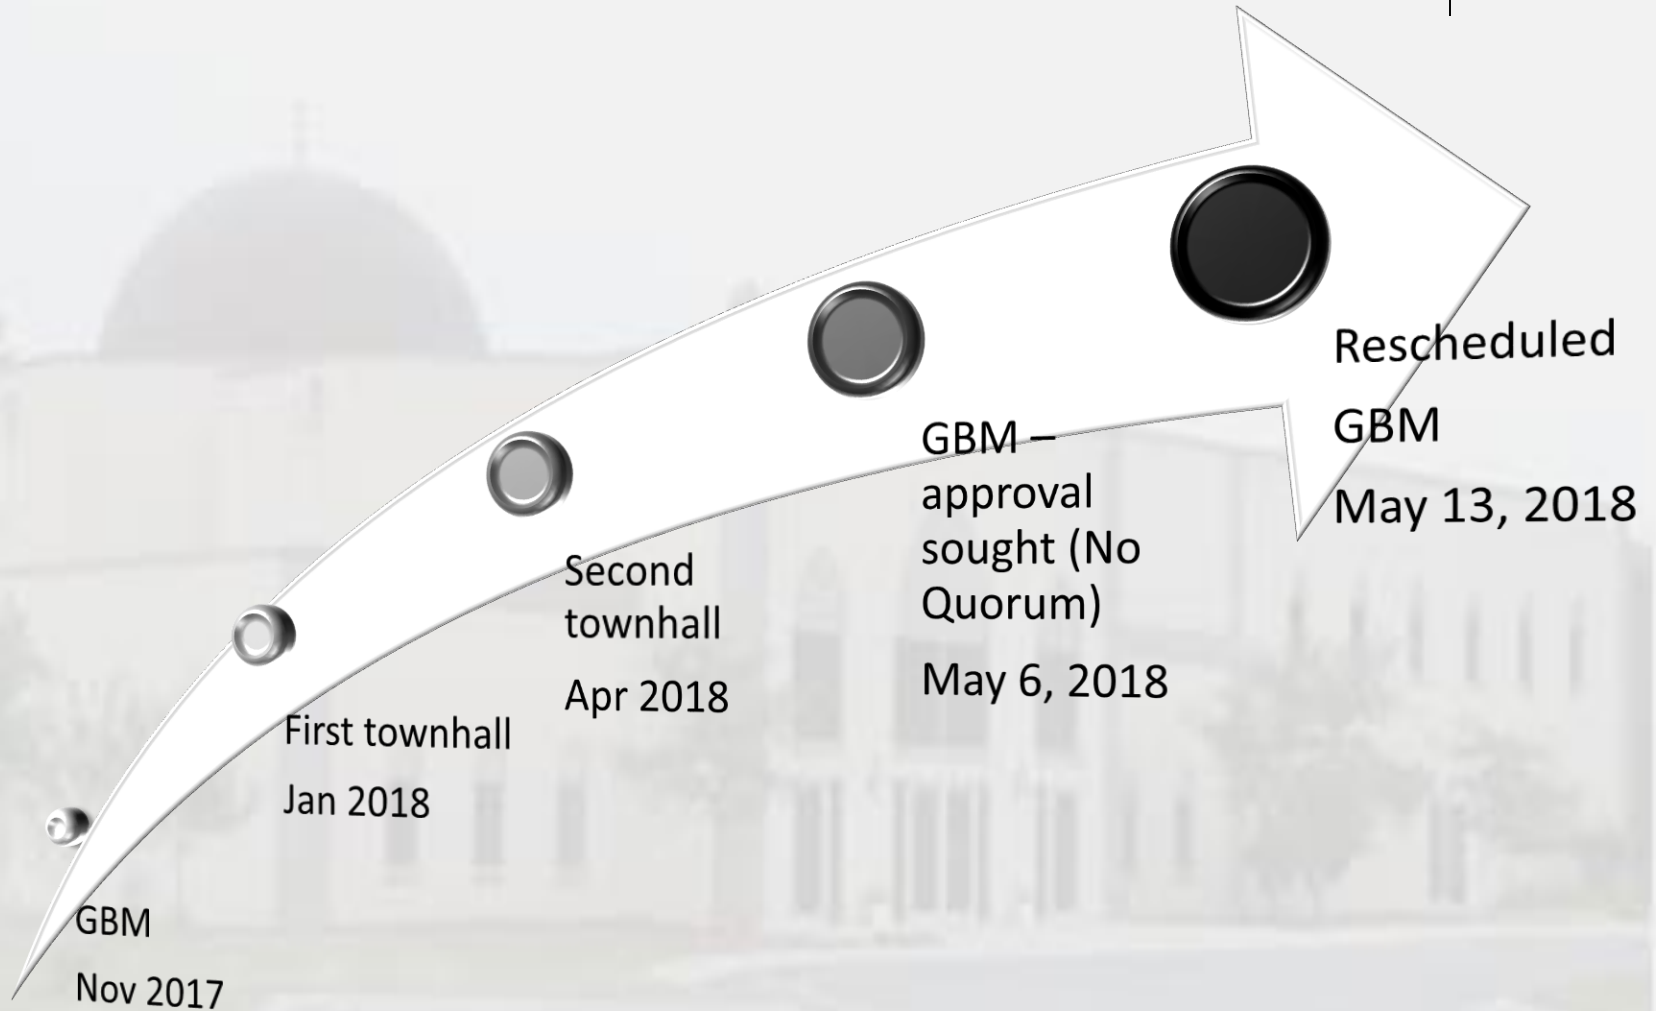 GBM
Nov 2017
First townhall
Jan 2018
Second
townhall
Apr 2018
GBM –
approval
sought (No
Quorum)
May 6, 2018
Rescheduled
GBM
May 13, 2018